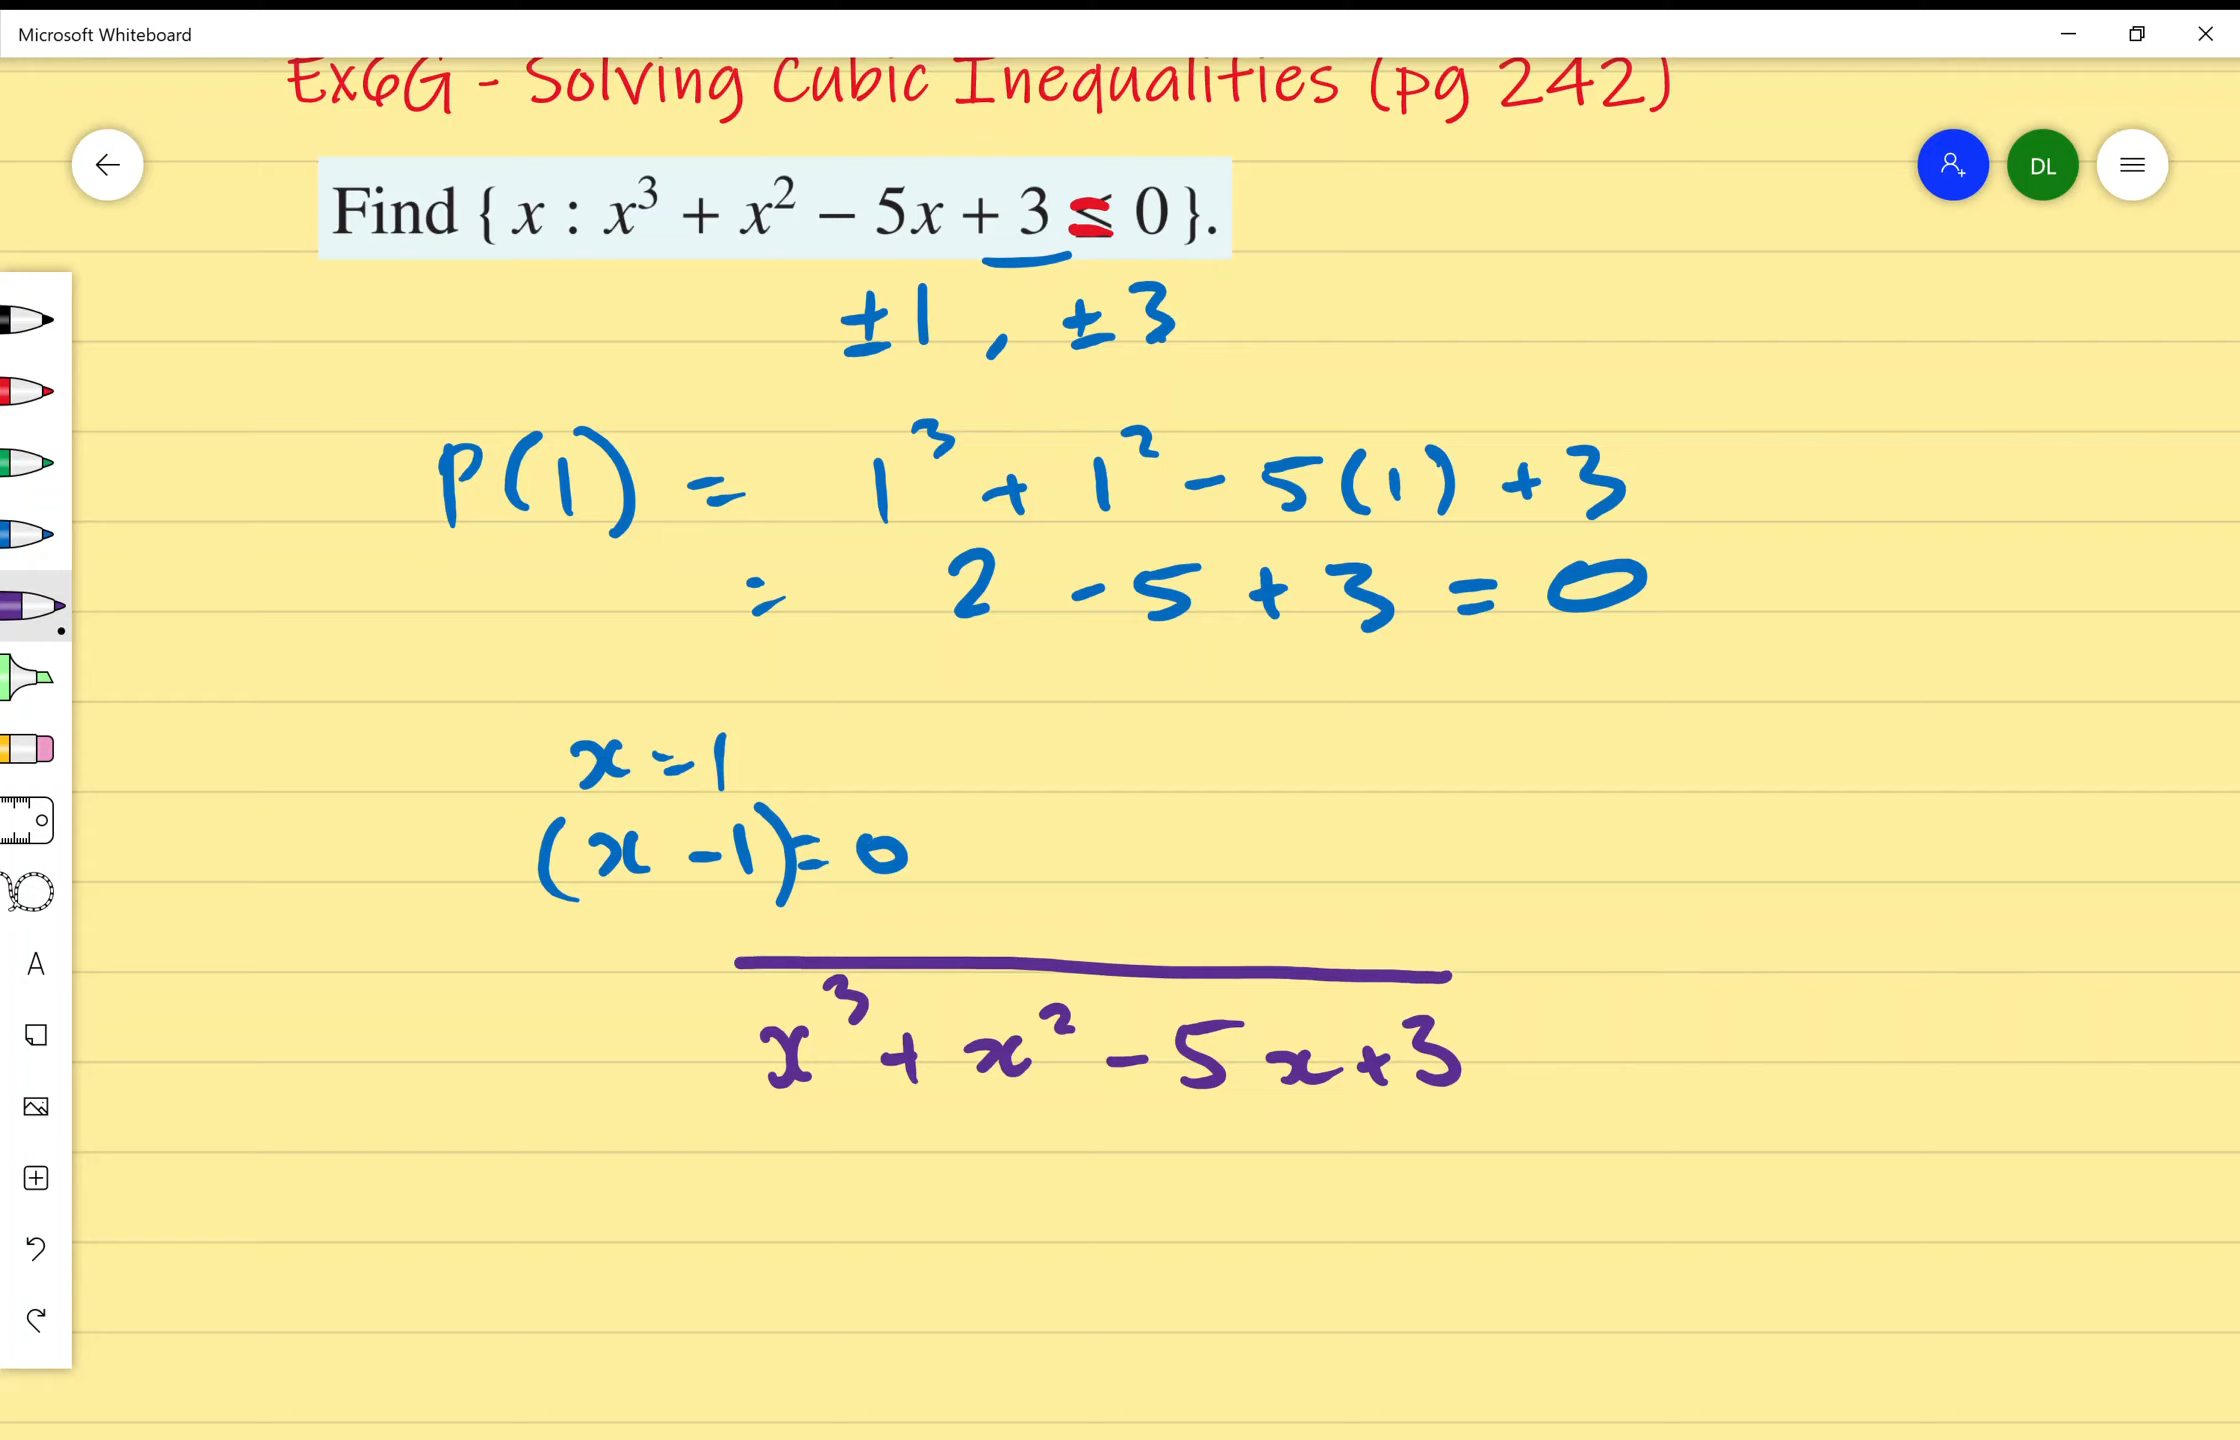 Microsoft Whiteboard
Ex6G - Solving Cubic Inequalities (pg 242)
DL
Find { x : x³ + x² − 5x + 3 ≤ 0 }.
±1 , ±3
P(1) = 1³ + 1² - 5(1) + 3
= 2 - 5 + 3 = 0
x = 1
(x - 1) = 0
x³ + x² - 5x + 3
A